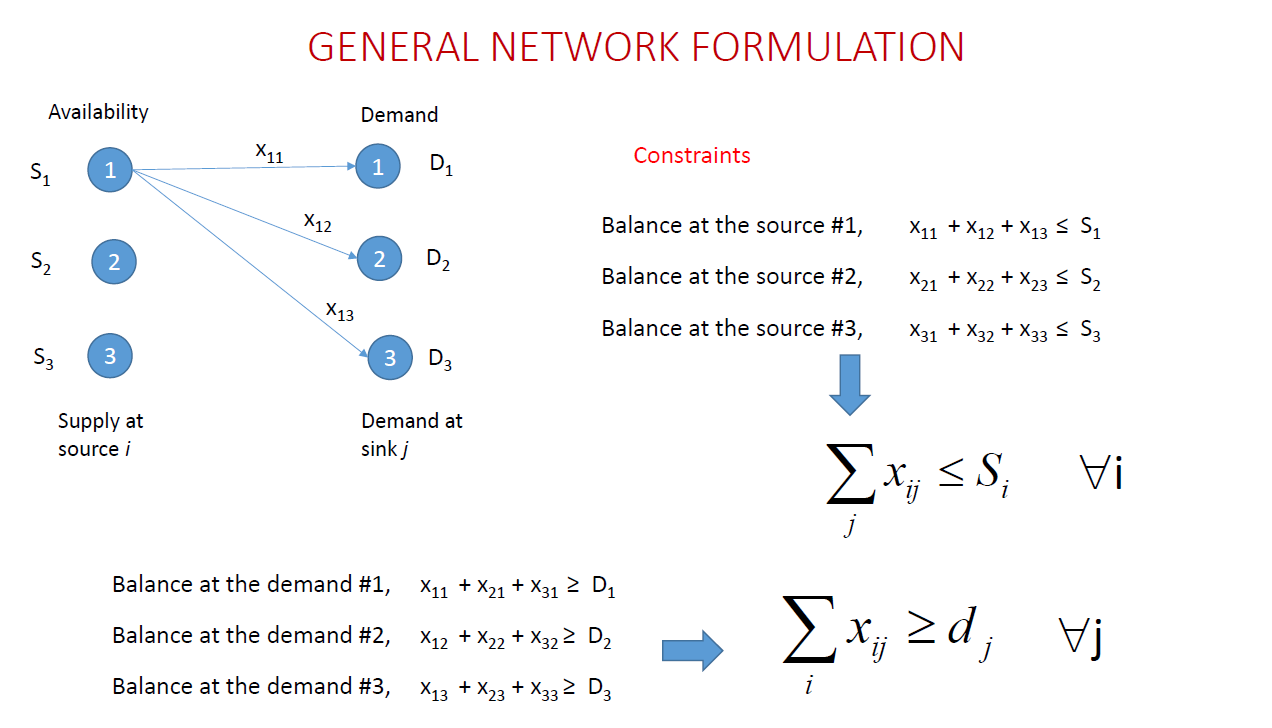 GENERAL NETWORK FORMULATION
Availability
Demand
S₁
1
x₁₁
1
D₁
x₁₂
S₂
2
2
D₂
x₁₃
S₃
3
3
D₃
Supply at
source i
Demand at
sink j
Constraints
Balance at the source #1, x₁₁ + x₁₂ + x₁₃ ≤ S₁
Balance at the source #2, x₂₁ + x₂₂ + x₂₃ ≤ S₂
Balance at the source #3, x₃₁ + x₃₂ + x₃₃ ≤ S₃
∑ⱼ xᵢⱼ ≤ Sᵢ ∀i
Balance at the demand #1, x₁₁ + x₂₁ + x₃₁ ≥ D₁
Balance at the demand #2, x₁₂ + x₂₂ + x₃₂ ≥ D₂
Balance at the demand #3, x₁₃ + x₂₃ + x₃₃ ≥ D₃
∑ᵢ xᵢⱼ ≥ dⱼ ∀j